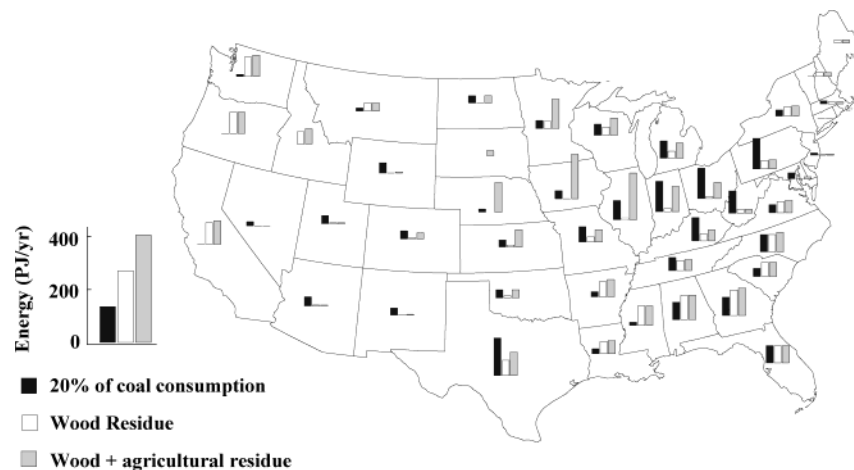 400
200
0
Energy (PJ/yr)
20% of coal consumption
Wood Residue
Wood + agricultural residue